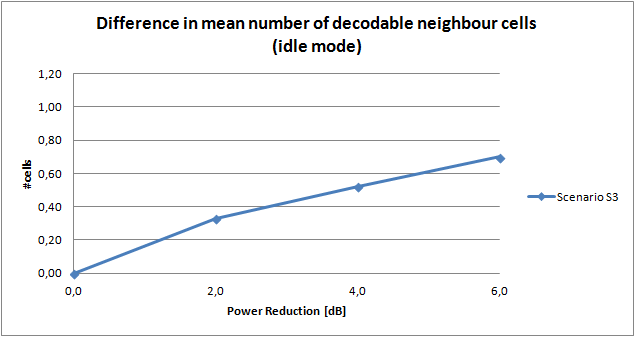 Difference in mean number of decodable neighbour cells
(idle mode)
1,20
1,00
0,80
0,60
0,40
0,20
0,00
#cells
0,0
2,0
4,0
6,0
Power Reduction [dB]
Scenario S3